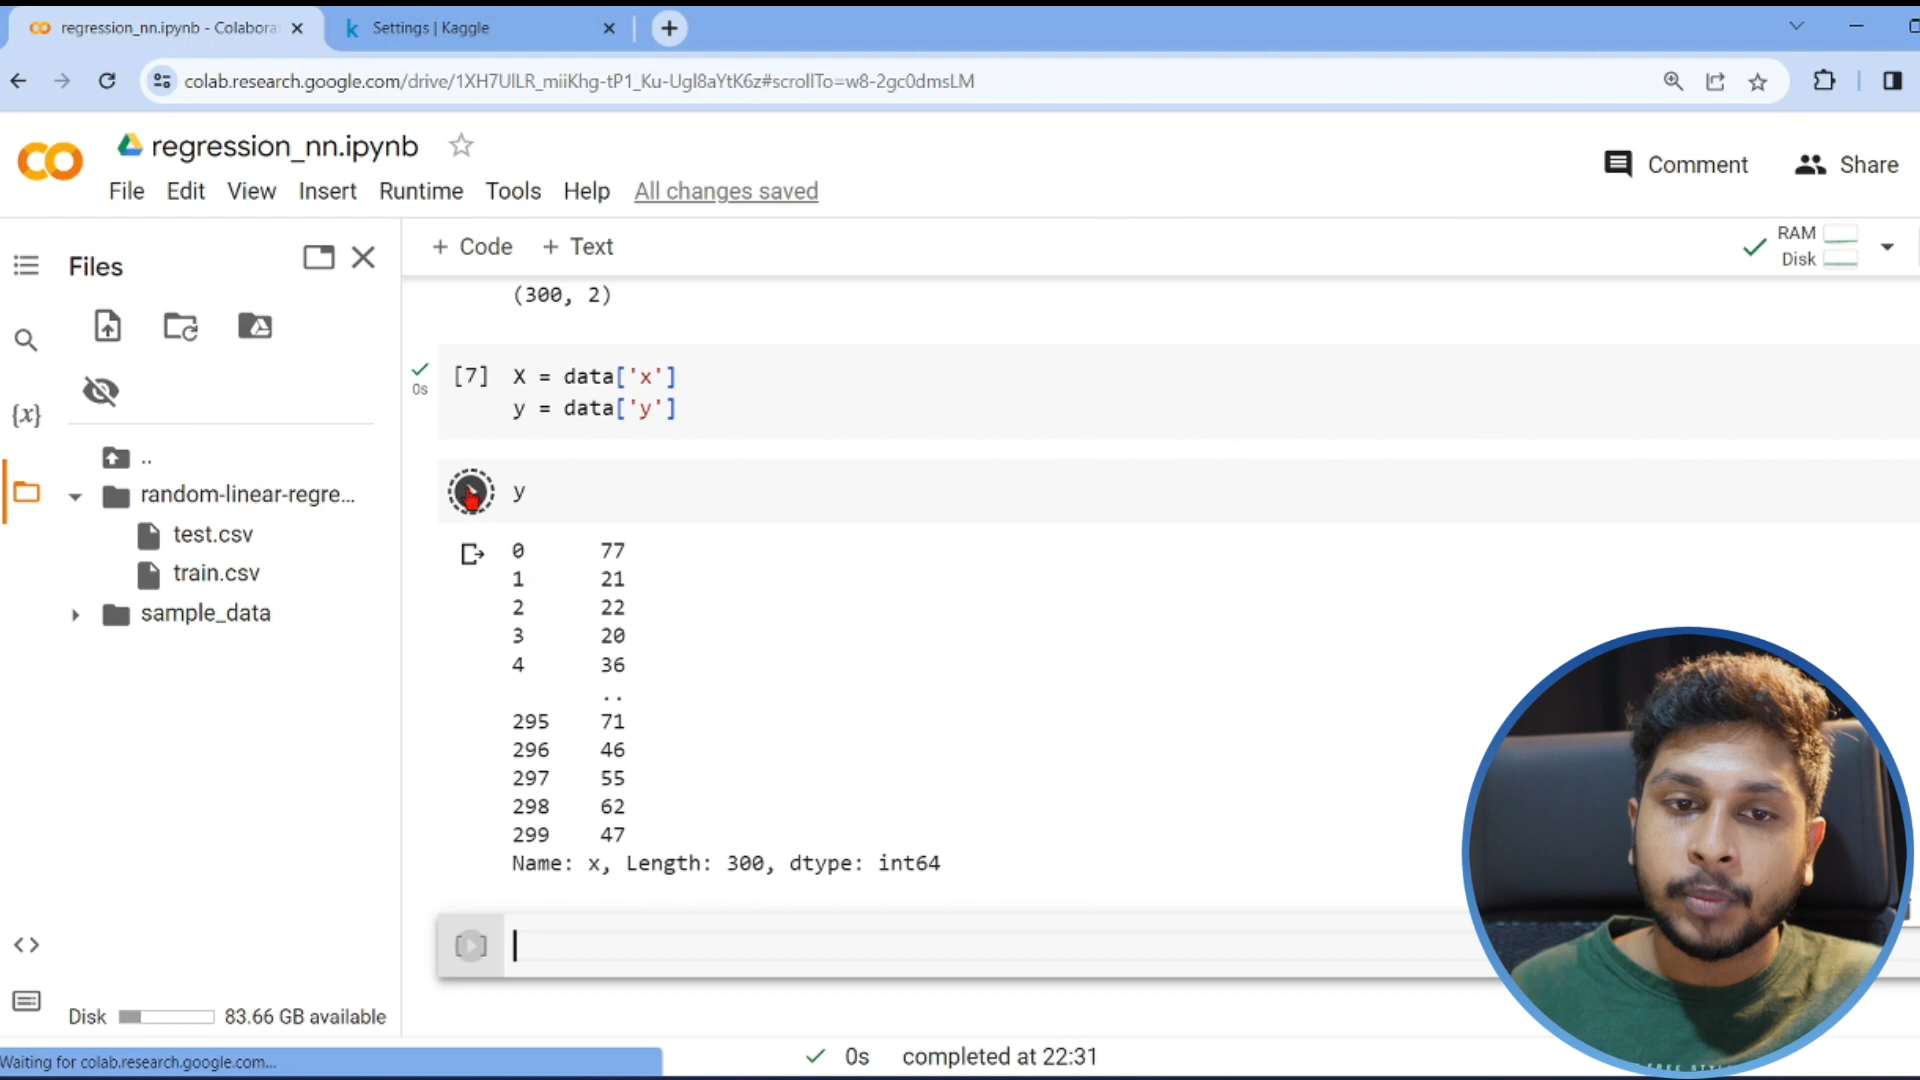 regression_nn.ipynb - Colabora
Settings | Kaggle
colab.research.google.com/drive/1XH7UlLR_miiKhg-tP1_Ku-Ugl8aYtK6z#scrollTo=w8-2gc0dmsLM
regression_nn.ipynb
Comment
Share
File Edit View Insert Runtime Tools Help All changes saved
Files
+ Code + Text
RAM
Disk
(300, 2)
0s
[7] X = data['x']
y = data['y']
{x}
..
random-linear-regre...
test.csv
train.csv
sample_data
y
0 77
1 21
2 22
3 20
4 36
..
295 71
296 46
297 55
298 62
299 47
Name: x, Length: 300, dtype: int64
Disk 83.66 GB available
Waiting for colab.research.google.com...
0s completed at 22:31